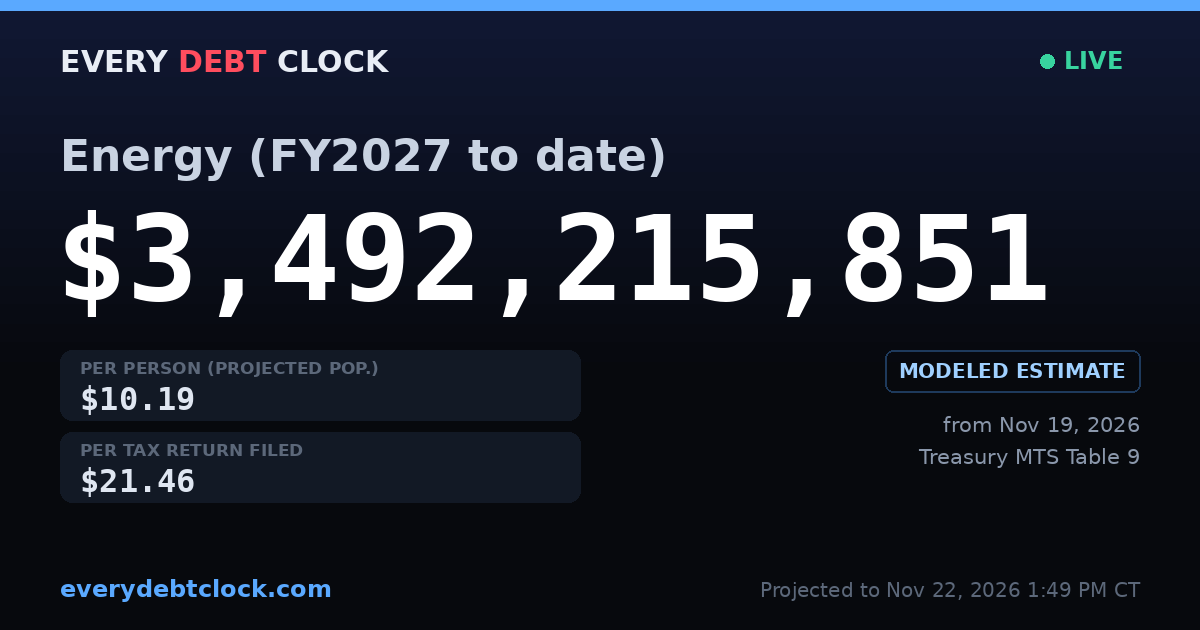 EVERY DEBT CLOCK
LIVE
Energy (FY2027 to date)
$3,492,215,851
PER PERSON (PROJECTED POP.)
$10.19
PER TAX RETURN FILED
$21.46
MODELED ESTIMATE
from Nov 19, 2026
Treasury MTS Table 9
everydebtclock.com
Projected to Nov 22, 2026 1:49 PM CT